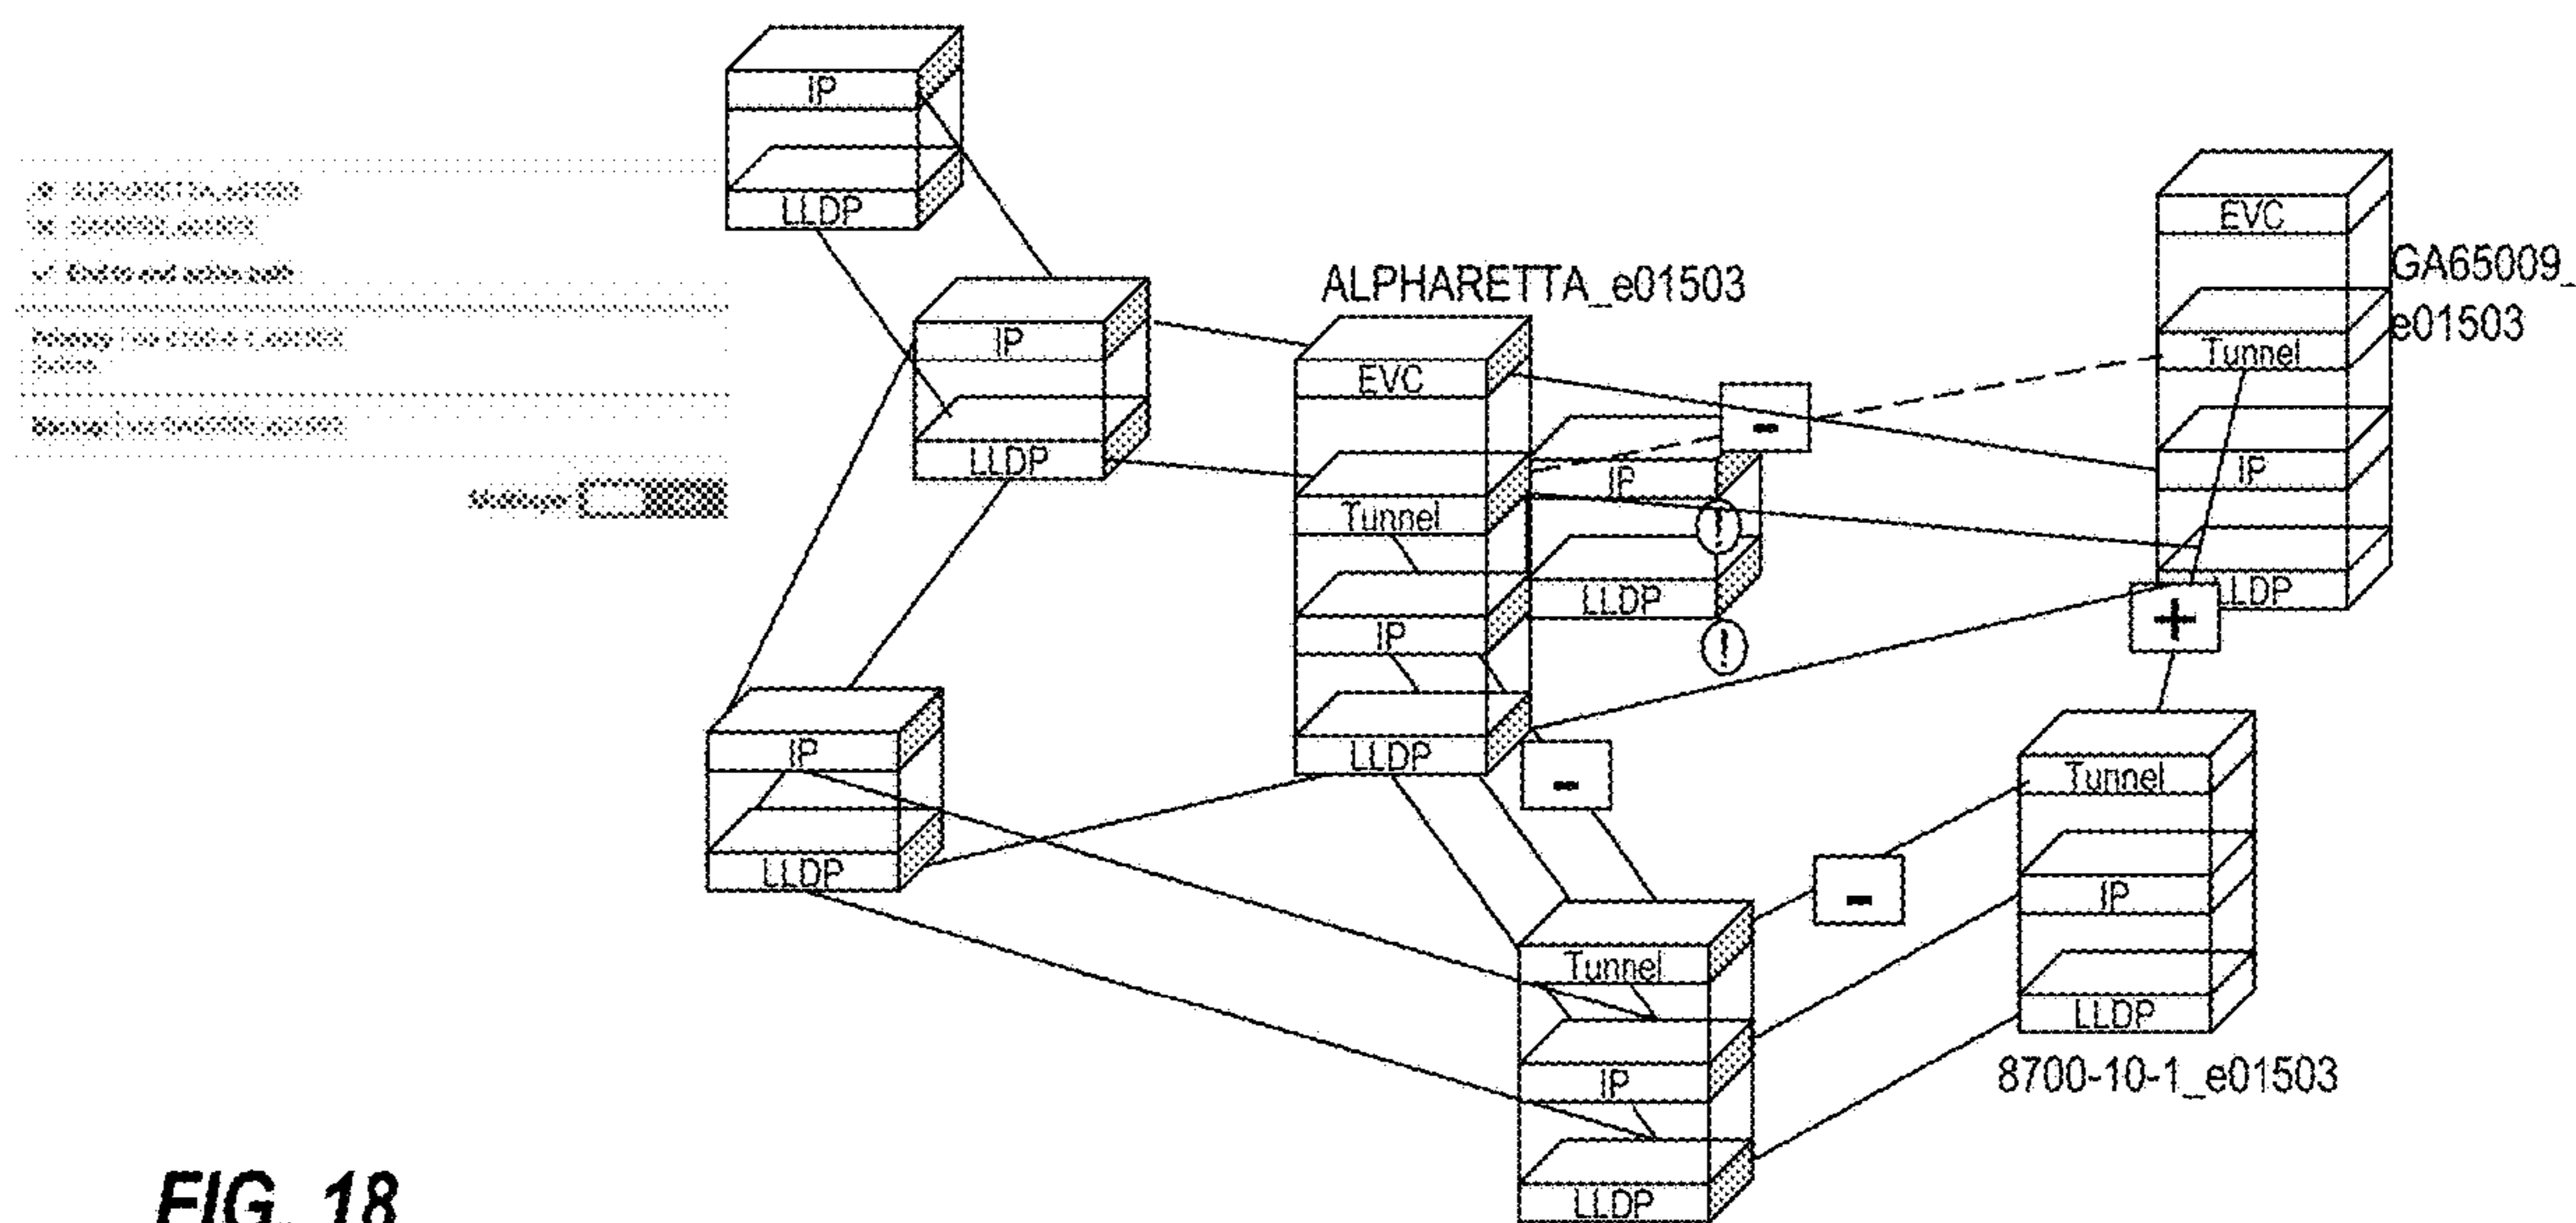 IP
LLDP
IP
LLDP
ALPHARETTA_e01503
EVC
Tunnel
IP
LLDP
IP
LLDP
-
!
!
EVC
Tunnel
IP
LLDP
GA65009_
e01503
+
IP
LLDP
-
-
Tunnel
IP
LLDP
8700-10-1_e01503
Tunnel
IP
LLDP
FIG. 18